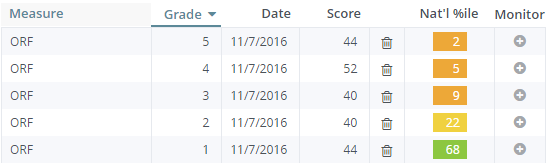 Measure Grade Date Score Nat'l %ile Monitor
ORF 5 11/7/2016 44 2
ORF 4 11/7/2016 52 5
ORF 3 11/7/2016 40 9
ORF 2 11/7/2016 40 22
ORF 1 11/7/2016 44 68